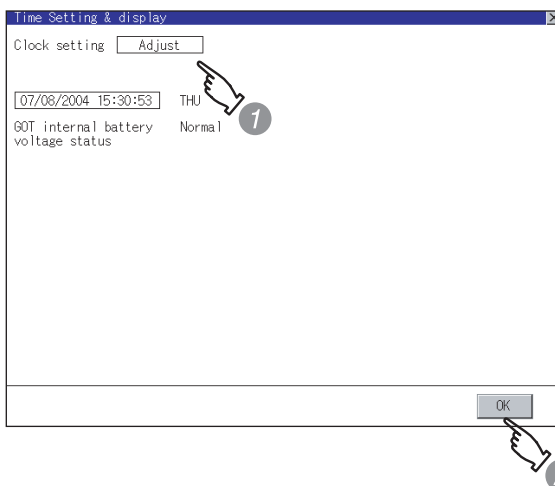 Time Setting & display
Clock setting Adjust
07/08/2004 15:30:53 THU
GOT internal battery Normal
voltage status
1
OK